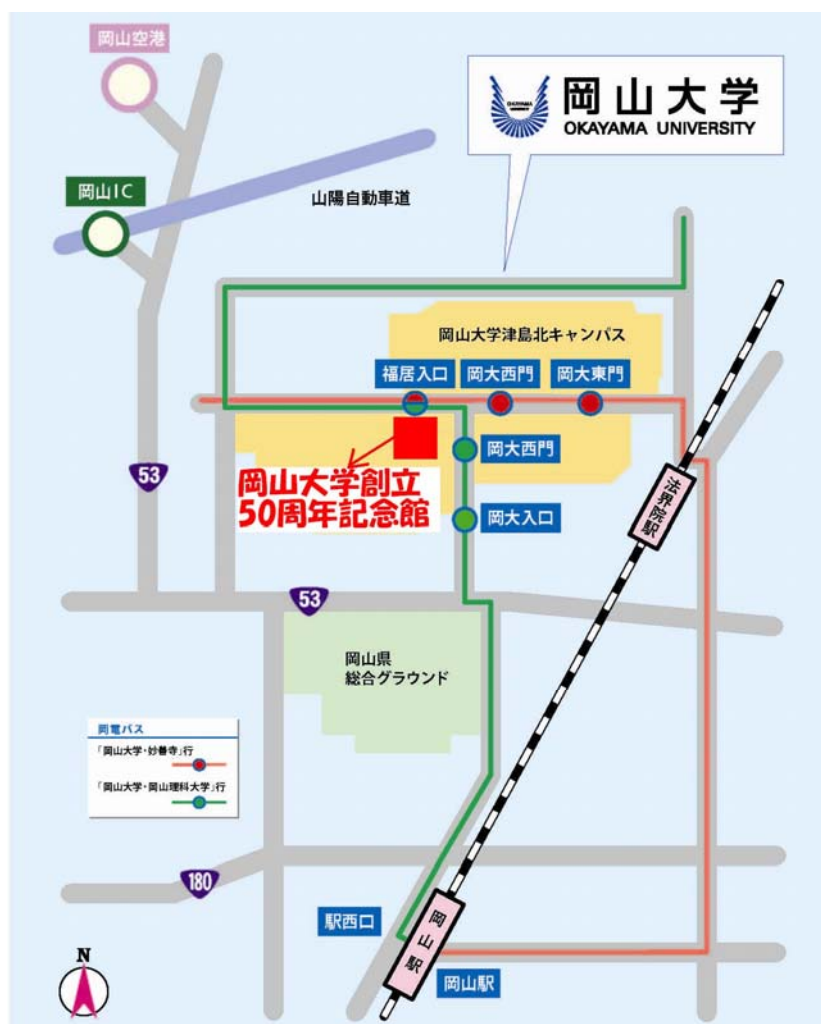 岡山空港
岡山大学
OKAYAMA
OKAYAMA UNIVERSITY
岡山IC
山陽自動車道
岡山大学津島北キャンパス
福居入口
岡大西門
岡大東門
岡大西門
53
岡山大学創立
50周年記念館
法界院駅
岡大入口
53
岡山県
総合グラウンド
岡電バス
「岡山大学・妙善寺」行
「岡山大学・岡山理科大学」行
180
駅西口
岡山駅
岡山駅
N